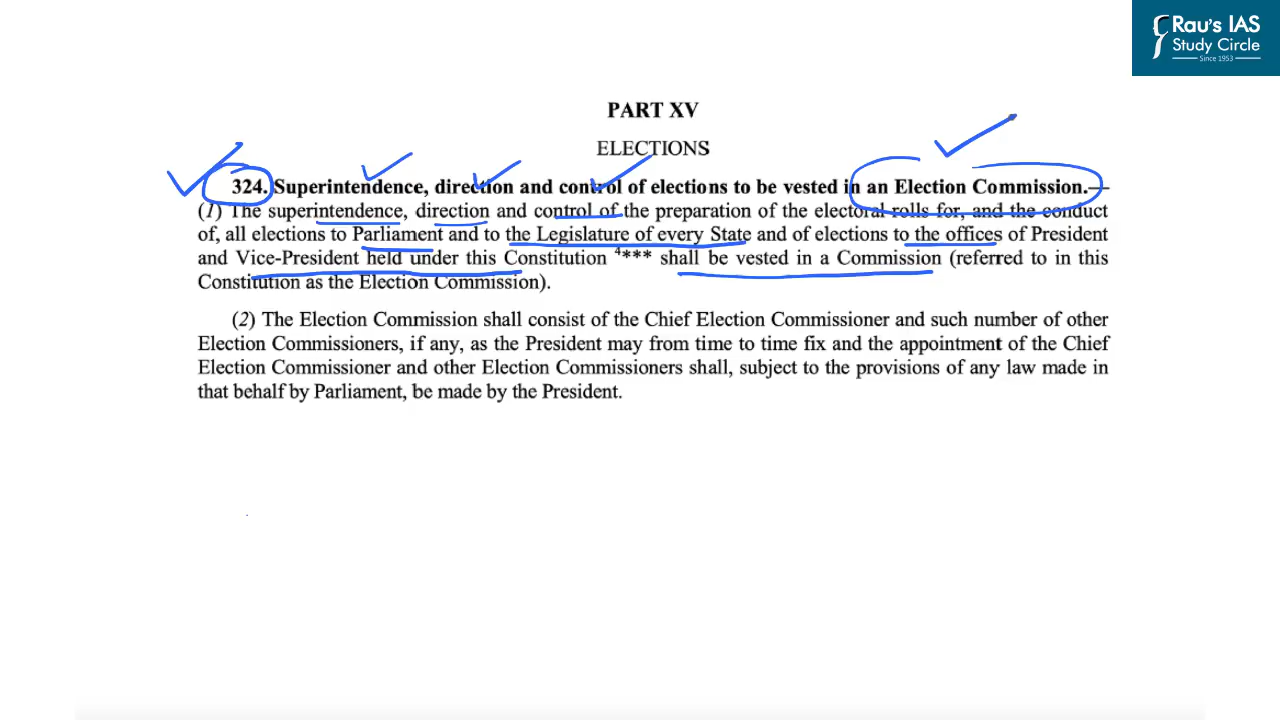 Rau's IAS
Study Circle
Since 1953
PART XV
ELECTIONS
324. Superintendence, direction and control of elections to be vested in an Election Commission.—
(1) The superintendence, direction and control of the preparation of the electoral rolls for, and the conduct
of, all elections to Parliament and to the Legislature of every State and of elections to the offices of President
and Vice-President held under this Constitution ⁴*** shall be vested in a Commission (referred to in this
Constitution as the Election Commission).
(2) The Election Commission shall consist of the Chief Election Commissioner and such number of other
Election Commissioners, if any, as the President may from time to time fix and the appointment of the Chief
Election Commissioner and other Election Commissioners shall, subject to the provisions of any law made in
that behalf by Parliament, be made by the President.